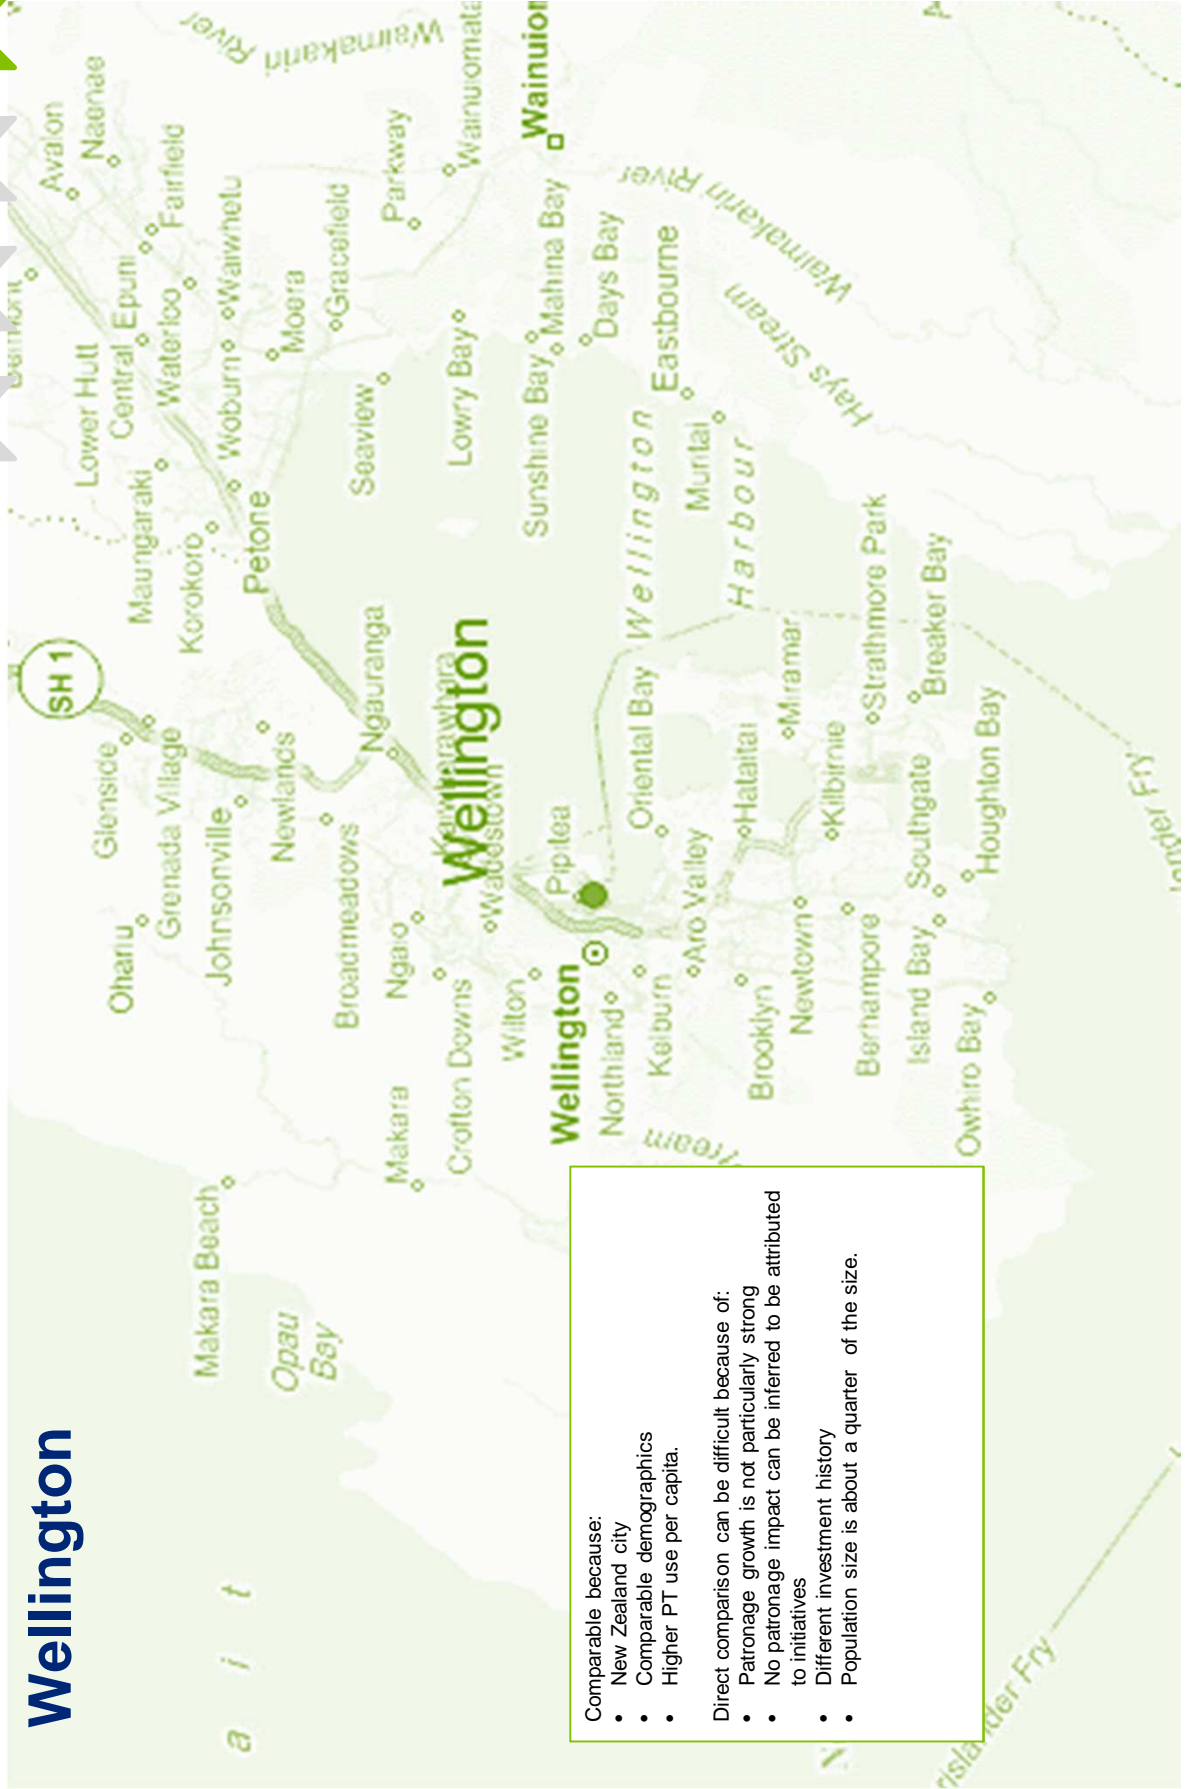 Wellington
a i t
Makara Beach
Opau
Bay
Makara
Ohariu
Glenside
Grenada Village
Johnsonville
Newlands
Broadmeadows
Ngaio
Crofton Downs
Wilton
Wellington
Northland
Kelburn
Aro Valley
Brooklyn
Newtown
Berhampore
Island Bay
Owhiro Bay
Houghton Bay
Southgate
Kilbirnie
Hataitai
Miramar
Strathmore Park
Breaker Bay
Oriental Bay
Pipitea
Wadestown
Wellington
Ngauranga
SH 1
Petone
Korokoro
Maungaraki
Lower Hutt
Central
Epuni
Waterloo
Woburn
Waiwhetu
Moera
Gracefield
Fairfield
Naenae
Avalon
Parkway
Wainuiomata
Wainuior
Seaview
Lowry Bay
Sunshine Bay
Mahina Bay
Days Bay
Eastbourne
Muritai
Wellington
Harbour
Hays Stream
Waimakariri River
Waimakariri River
Comparable because:
• New Zealand city
• Comparable demographics
• Higher PT use per capita.
Direct comparison can be difficult because of:
• Patronage growth is not particularly strong
• No patronage impact can be inferred to be attributed
to initiatives
• Different investment history
• Population size is about a quarter of the size.